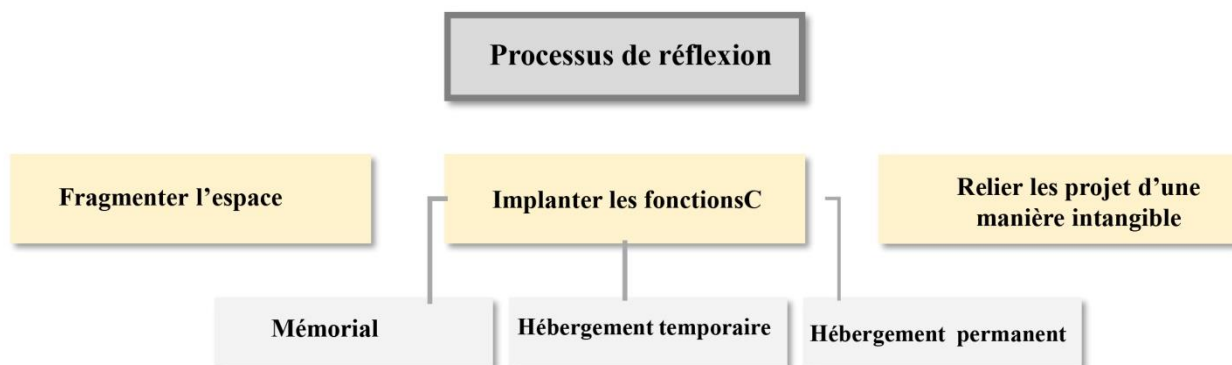 Processus de réflexion
Fragmenter l’espace
Implanter les fonctionsC
Relier les projet d’une
manière intangible
Mémorial
Hébergement temporaire
Hébergement permanent